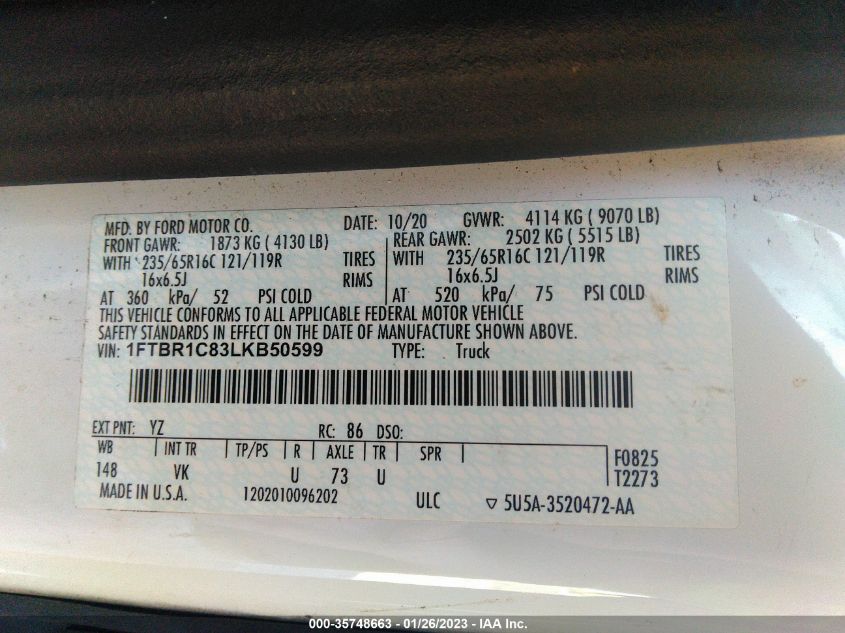 MFD. BY FORD MOTOR CO. DATE: 10/20 GVWR: 4114 KG ( 9070 LB)
FRONT GAWR: 1873 KG ( 4130 LB) REAR GAWR: 2502 KG ( 5515 LB)
WITH 235/65R16C 121/119R TIRES WITH 235/65R16C 121/119R TIRES
16x6.5J RIMS 16x6.5J RIMS
AT 360 kPa/ 52 PSI COLD AT 520 kPa/ 75 PSI COLD
THIS VEHICLE CONFORMS TO ALL APPLICABLE FEDERAL MOTOR VEHICLE
SAFETY STANDARDS IN EFFECT ON THE DATE OF MANUFACTURE SHOWN ABOVE.
VIN: 1FTBR1C83LKB50599 TYPE: Truck
EXT PNT: YZ RC: 86 DSO:
WB INT TR TP/PS R AXLE TR SPR F0825
148 VK U 73 U T2273
MADE IN U.S.A. 1202010096202 ULC ▽ 5U5A-3520472-AA
000-35748663 - 01/26/2023 - IAA Inc.